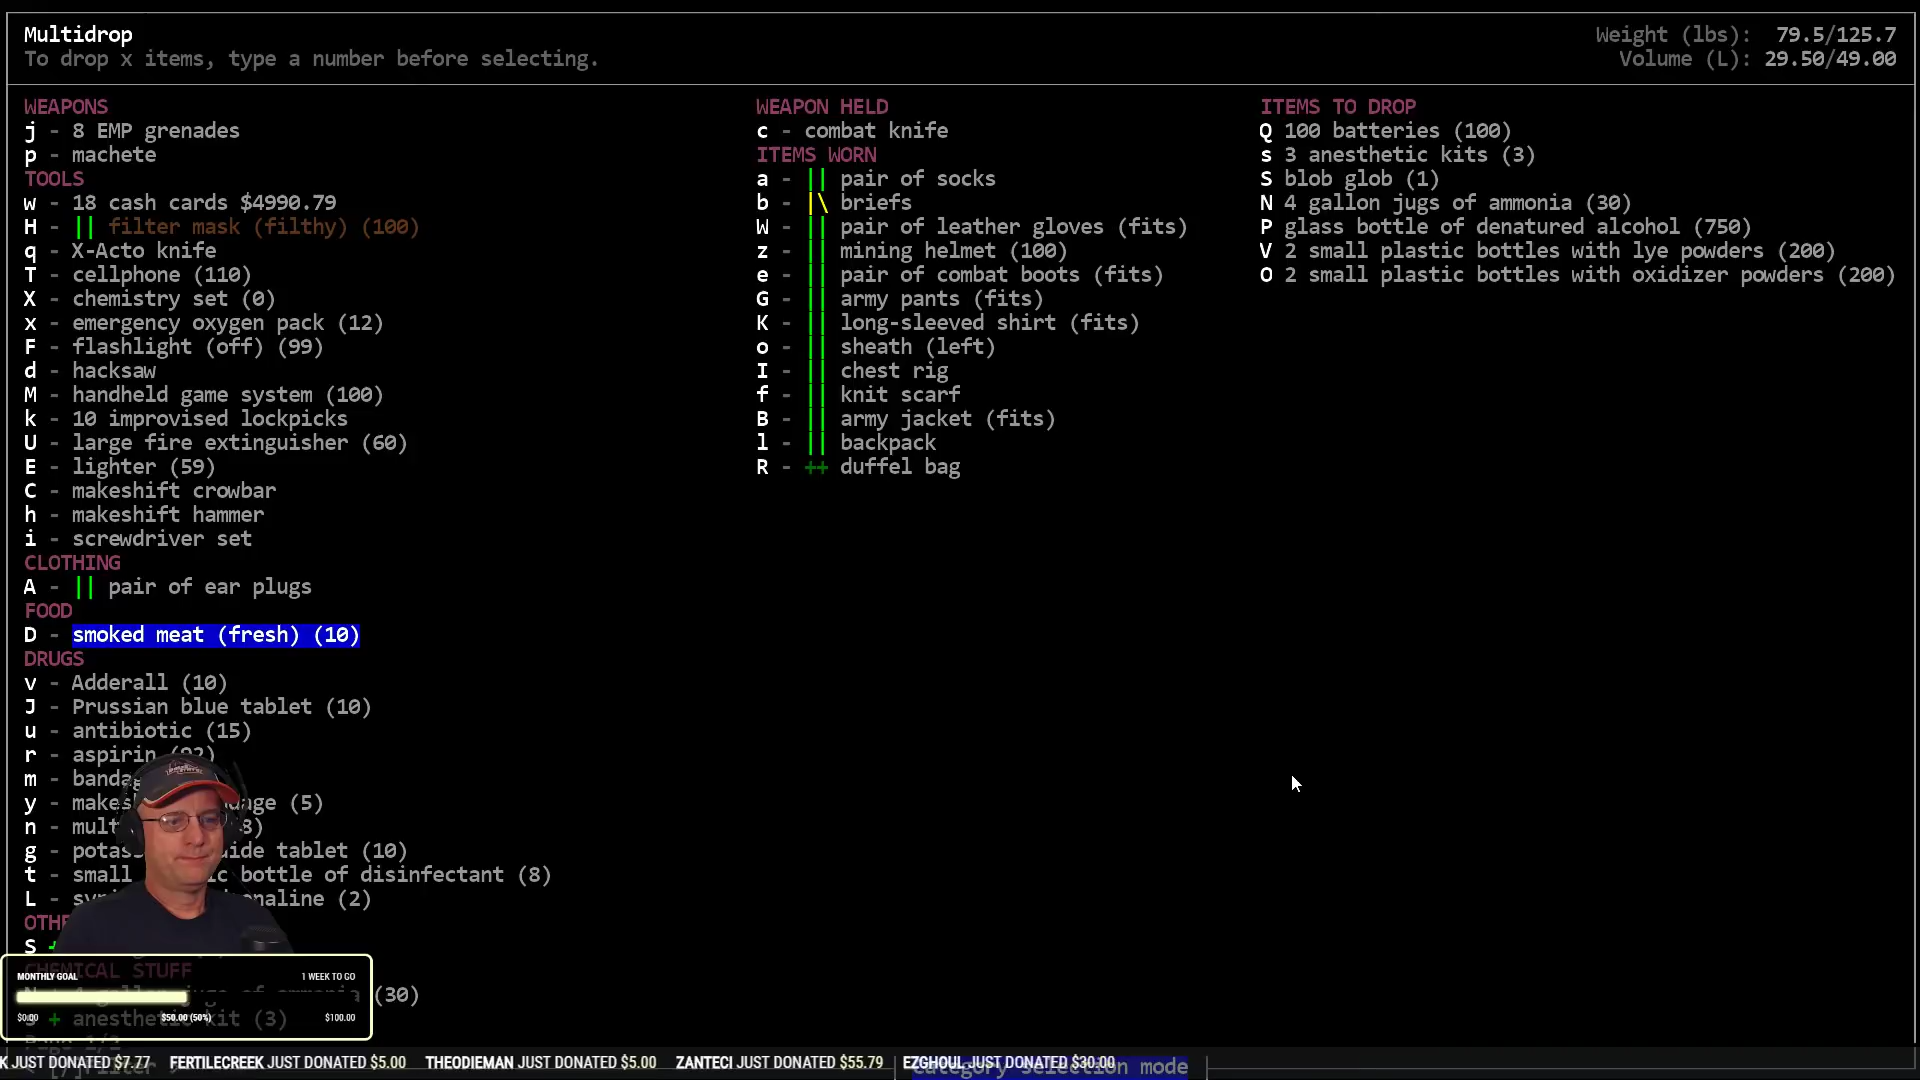 Multidrop
To drop x items, type a number before selecting.
Weight (lbs): 79.5/125.7
Volume (L): 29.50/49.00
WEAPONS
j - 8 EMP grenades
p - machete
TOOLS
w - 18 cash cards $4990.79
H - || filter mask (filthy) (100)
q - X-Acto knife
T - cellphone (110)
X - chemistry set (0)
x - emergency oxygen pack (12)
F - flashlight (off) (99)
d - hacksaw
M - handheld game system (100)
k - 10 improvised lockpicks
U - large fire extinguisher (60)
E - lighter (59)
C - makeshift crowbar
h - makeshift hammer
i - screwdriver set
CLOTHING
A - || pair of ear plugs
FOOD
D - smoked meat (fresh) (10)
DRUGS
v - Adderall (10)
J - Prussian blue tablet (10)
u - antibiotic (15)
r - aspirin
m -
y - (5)
n -
g - tablet (10)
t - small bottle of disinfectant (8)
L - (2)
S
CHEMICAL STUFF
(30)
+ anesthetic kit (3)
WEAPON HELD
c - combat knife
ITEMS WORN
a - || pair of socks
b - |\ briefs
W - || pair of leather gloves (fits)
z - || mining helmet (100)
e - || pair of combat boots (fits)
G - || army pants (fits)
K - || long-sleeved shirt (fits)
o - || sheath (left)
I - || chest rig
f - || knit scarf
B - || army jacket (fits)
l - || backpack
R - ++ duffel bag
ITEMS TO DROP
Q 100 batteries (100)
s 3 anesthetic kits (3)
S blob glob (1)
N 4 gallon jugs of ammonia (30)
P glass bottle of denatured alcohol (750)
V 2 small plastic bottles with lye powders (200)
O 2 small plastic bottles with oxidizer powders (200)
MONTHLY GOAL
1 WEEK TO GO
$0.00
$50.00 (50%)
$100.00
K JUST DONATED $7.77 FERTILECREEK JUST DONATED $5.00 THEODIEMAN JUST DONATED $5.00 ZANTECI JUST DONATED $55.79 EZGHOUL JUST DONATED $30.00
Category selection mode